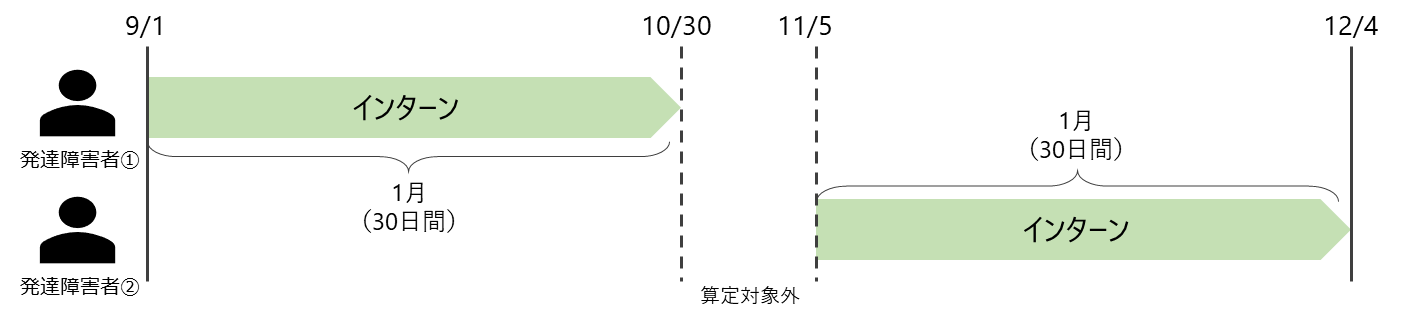 9/1
10/30
11/5
12/4
発達障害者①
インターン
1月
（30日間）
発達障害者②
1月
（30日間）
インターン
算定対象外